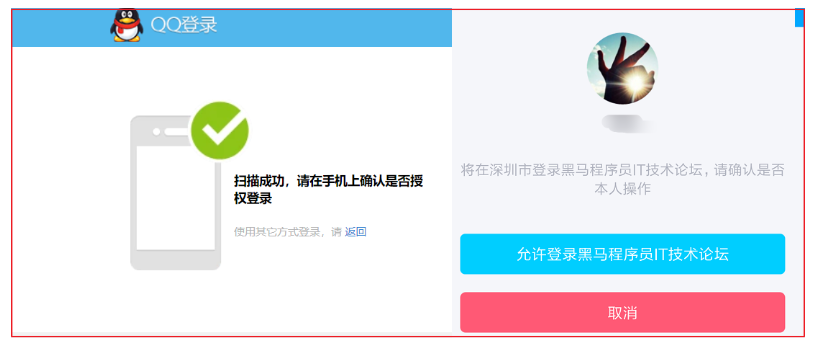 QQ登录
扫描成功，请在手机上确认是否授
权登录
使用其它方式登录，请 返回
将在深圳市登录黑马程序员IT技术论坛，请确认是否
本人操作
允许登录黑马程序员IT技术论坛
取消